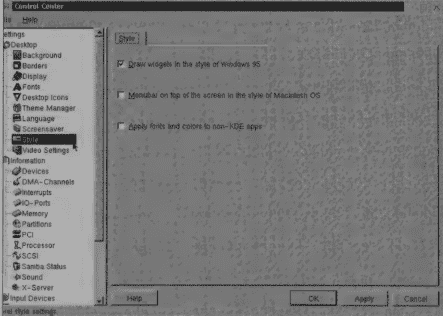 Control Center
Help
Style
Desktop
Background
Borders
Display
Fonts
Desktop Icons
Theme Manager
Language
Screensaver
Style
Video Settings
Information
Devices
DMA-Channels
Interrupts
IO-Ports
Memory
Partitions
PCI
Processor
SCSI
Samba Status
Sound
X-Server
Input Devices
Draw widgets in the style of Windows 95
Menubar on top of the screen in the style of Macintosh OS
Apply fonts and colors to non-KDE apps
Help
OK
Apply
Cancel
style settings